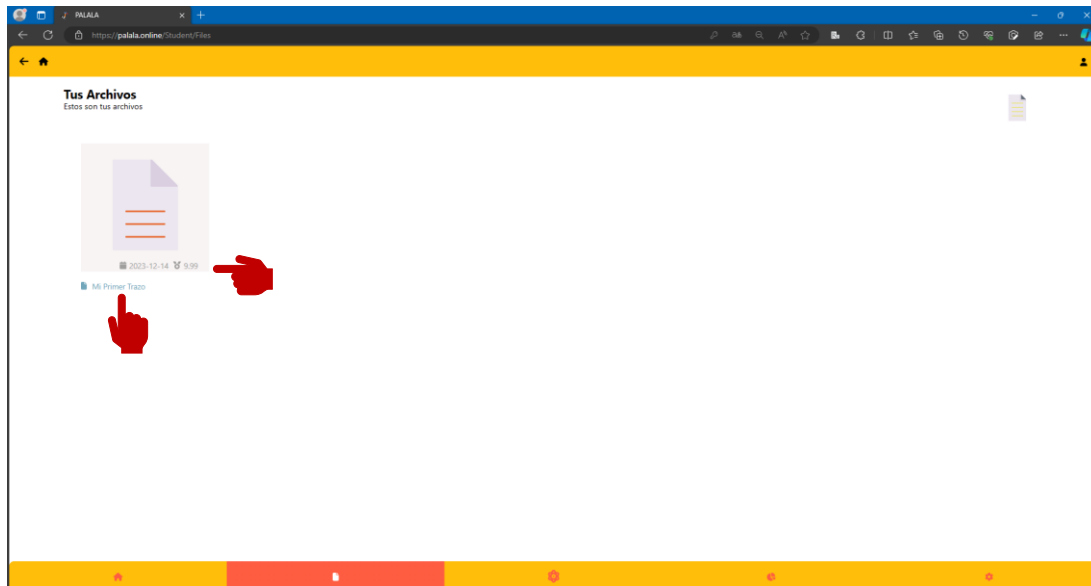 PALALA
https://palala.online/Student/Files
Tus Archivos
Estos son tus archivos
2023-12-14 9.99
Mi Primer Trazo